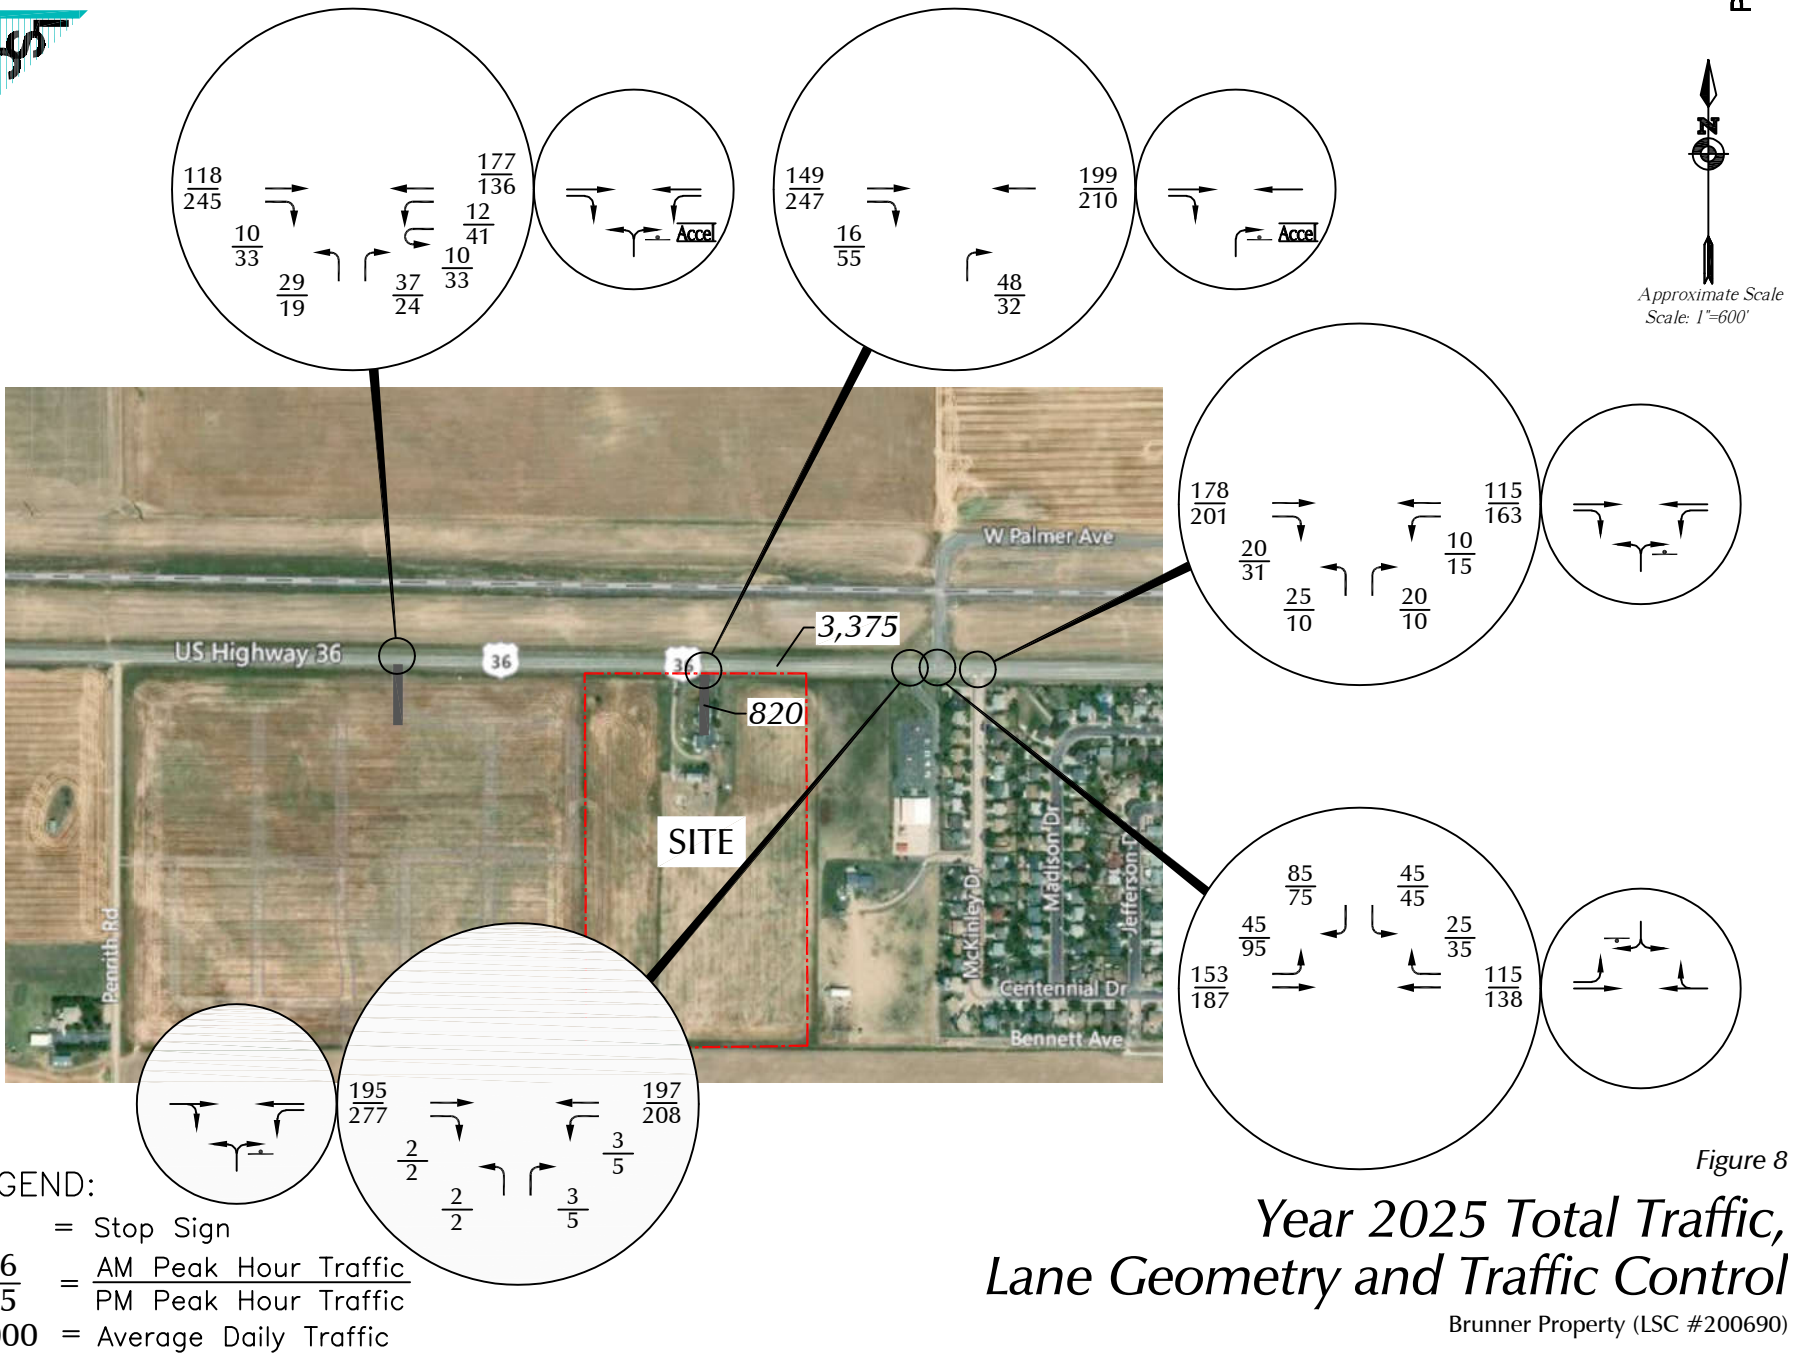 118
245
10
33
29
19
37
24
177
136
12
41
10
33
Accel
149
247
16
55
48
32
199
210
Accel
N
Approximate Scale
Scale: 1"=600'
178
201
20
31
25
10
20
10
115
163
10
15
W Palmer Ave
3,375
US Highway 36
36
36
820
SITE
Penrith Rd
McKinley Dr
Madison Dr
Jefferson D
Centennial Dr
Bennett Ave
85
75
45
45
45
95
25
35
153
187
115
138
195
277
2
2
2
2
3
5
197
208
3
5
GEND:
= Stop Sign
6
5
= AM Peak Hour Traffic
PM Peak Hour Traffic
00 = Average Daily Traffic
Figure 8
Year 2025 Total Traffic,
Lane Geometry and Traffic Control
Brunner Property (LSC #200690)